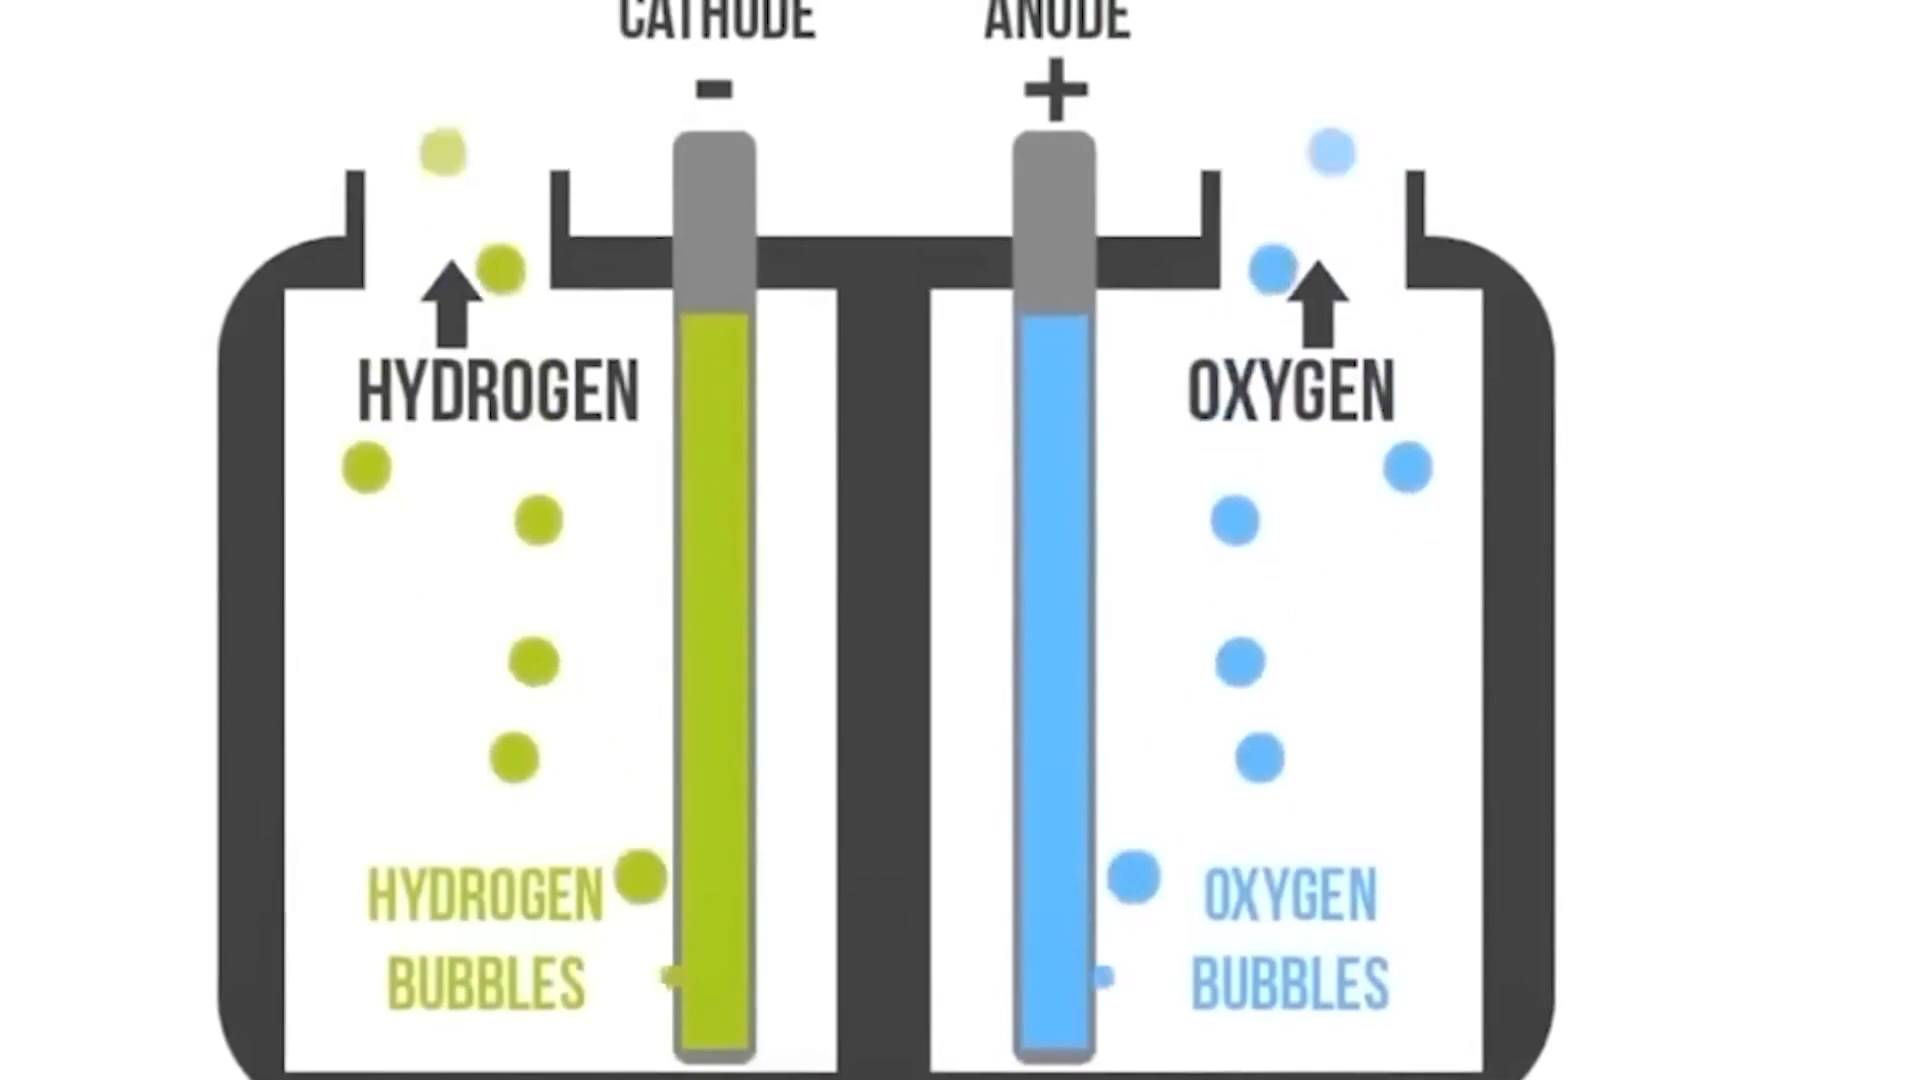 CATHODE
ANODE
-
+
HYDROGEN
OXYGEN
HYDROGEN
BUBBLES
OXYGEN
BUBBLES